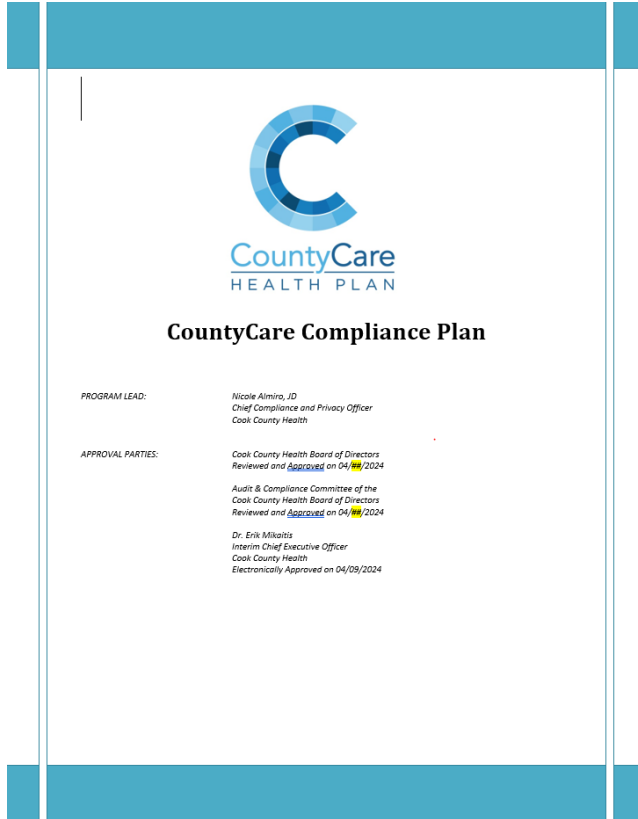 CountyCare
HEALTH PLAN
CountyCare Compliance Plan
PROGRAM LEAD:
Nicole Almiro, JD
Chief Compliance and Privacy Officer
Cook County Health
APPROVAL PARTIES:
Cook County Health Board of Directors
Reviewed and Approved on 04/##/2024
Audit & Compliance Committee of the
Cook County Health Board of Directors
Reviewed and Approved on 04/##/2024
Dr. Erik Mikaitis
Interim Chief Executive Officer
Cook County Health
Electronically Approved on 04/09/2024